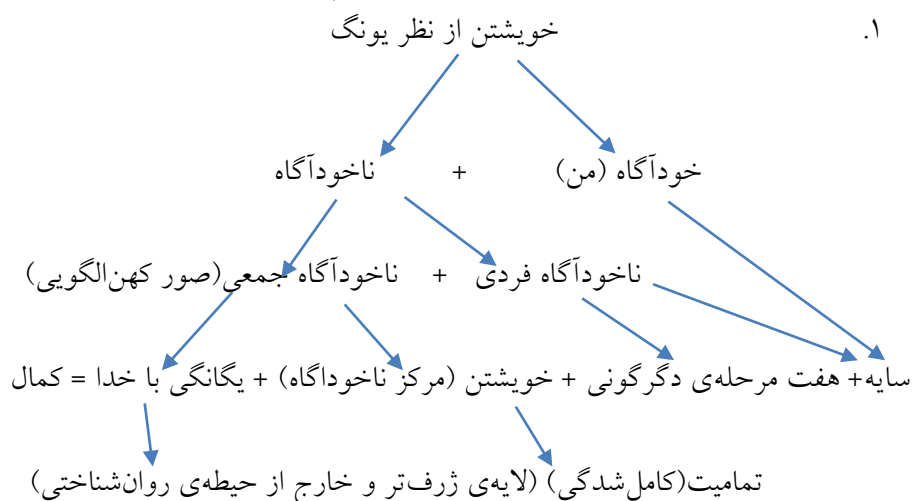 ۱. خویشتن از نظر یونگ
خودآگاه (من) + ناخودآگاه
ناخودآگاه فردی + ناخودآگاه جمعی(صور کهن‌الگویی)
سایه+ هفت مرحله‌ی دگرگونی + خویشتن (مرکز ناخوداگاه) + یگانگی با خدا = کمال
تمامیت(کامل‌شدگی) (لایه‌ی ژرف‌تر و خارج از حیطه‌ی روان‌شناختی)